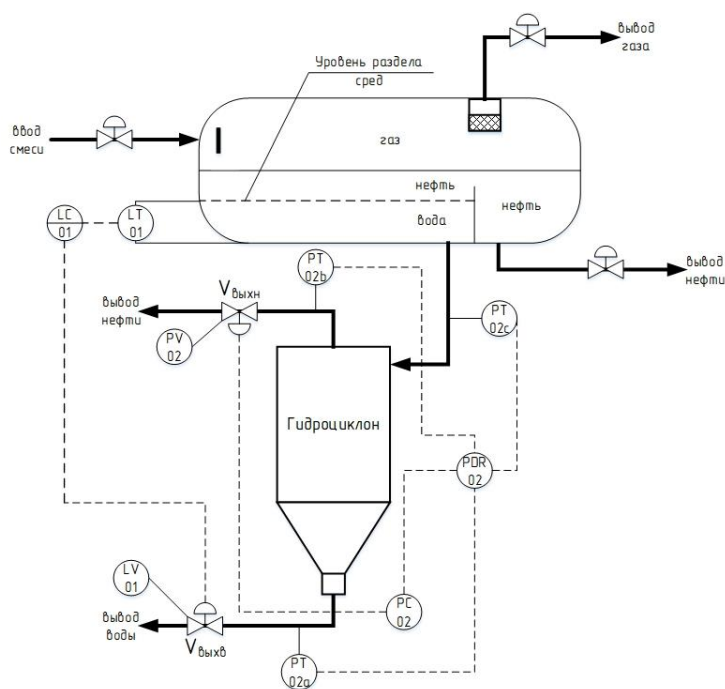 вывод
газа
Уровень раздела
сред
ввод
смеси
газ
нефть
нефть
вода
LC
01
LT
01
вывод
нефти
PT
02b
Vвыхн
вывод
нефти
PT
02c
PV
02
Гидроциклон
PDR
02
LV
01
PC
02
вывод
воды
Vвыхв
PT
02a